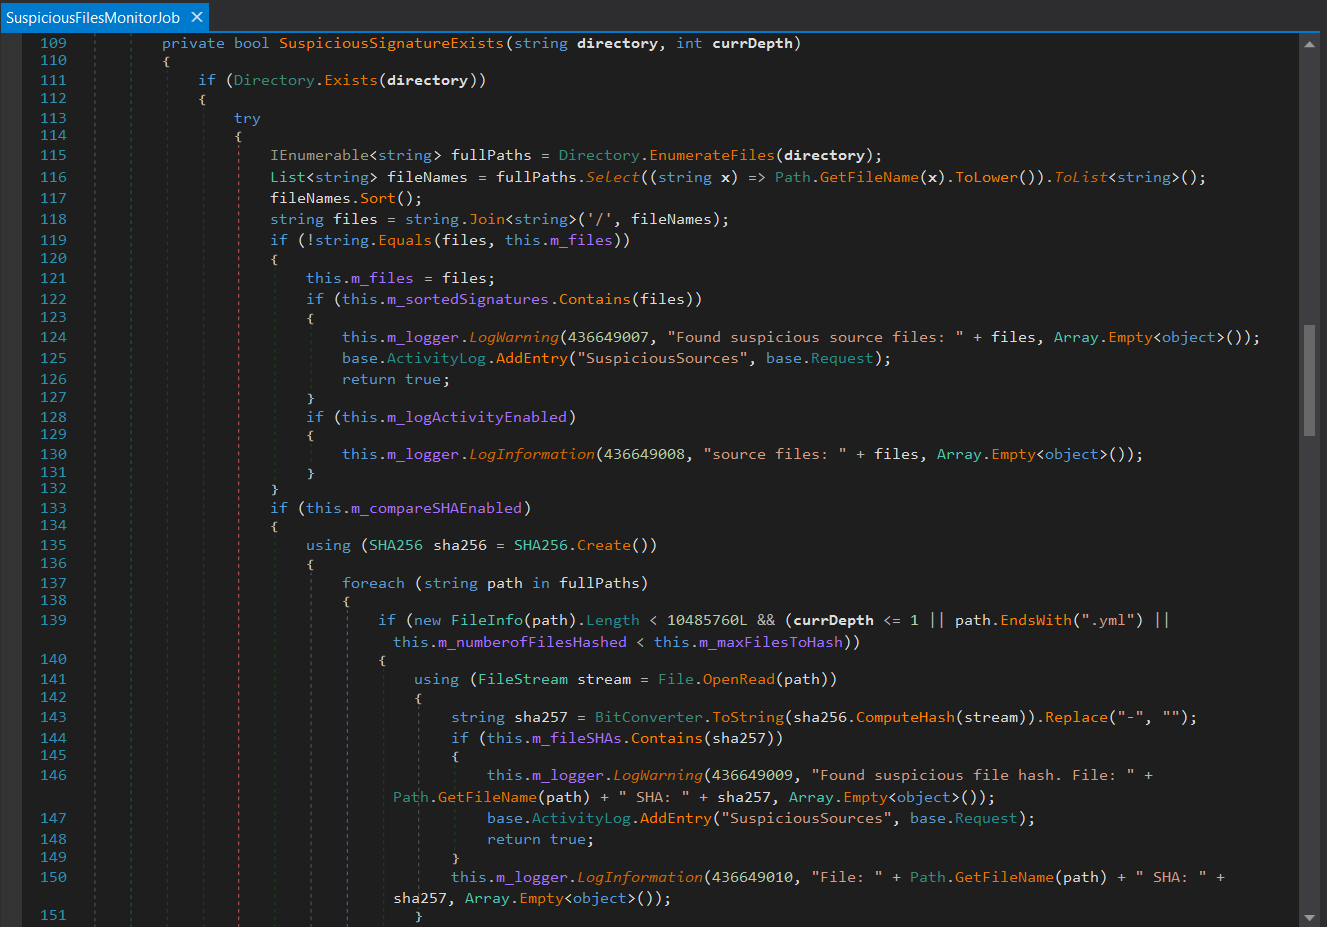 SuspiciousFilesMonitorJob ✕
109 private bool SuspiciousSignatureExists(string directory, int currDepth)
110 {
111 if (Directory.Exists(directory))
112 {
113 try
114 {
115 IEnumerable<string> fullPaths = Directory.EnumerateFiles(directory);
116 List<string> fileNames = fullPaths.Select((string x) => Path.GetFileName(x).ToLower()).ToList<string>();
117 fileNames.Sort();
118 string files = string.Join<string>('/', fileNames);
119 if (!string.Equals(files, this.m_files))
120 {
121 this.m_files = files;
122 if (this.m_sortedSignatures.Contains(files))
123 {
124 this.m_logger.LogWarning(436649007, "Found suspicious source files: " + files, Array.Empty<object>());
125 base.ActivityLog.AddEntry("SuspiciousSources", base.Request);
126 return true;
127 }
128 if (this.m_logActivityEnabled)
129 {
130 this.m_logger.LogInformation(436649008, "source files: " + files, Array.Empty<object>());
131 }
132 }
133 if (this.m_compareSHAEnabled)
134 {
135 using (SHA256 sha256 = SHA256.Create())
136 {
137 foreach (string path in fullPaths)
138 {
139 if (new FileInfo(path).Length < 10485760L && (currDepth <= 1 || path.EndsWith(".yml") ||
this.m_numberofFilesHashed < this.m_maxFilesToHash))
140 {
141 using (FileStream stream = File.OpenRead(path))
142 {
143 string sha257 = BitConverter.ToString(sha256.ComputeHash(stream)).Replace("-", "");
144 if (this.m_fileSHAs.Contains(sha257))
145 {
146 this.m_logger.LogWarning(436649009, "Found suspicious file hash. File: " +
Path.GetFileName(path) + " SHA: " + sha257, Array.Empty<object>());
147 base.ActivityLog.AddEntry("SuspiciousSources", base.Request);
148 return true;
149 }
150 this.m_logger.LogInformation(436649010, "File: " + Path.GetFileName(path) + " SHA: " +
sha257, Array.Empty<object>());
151 }